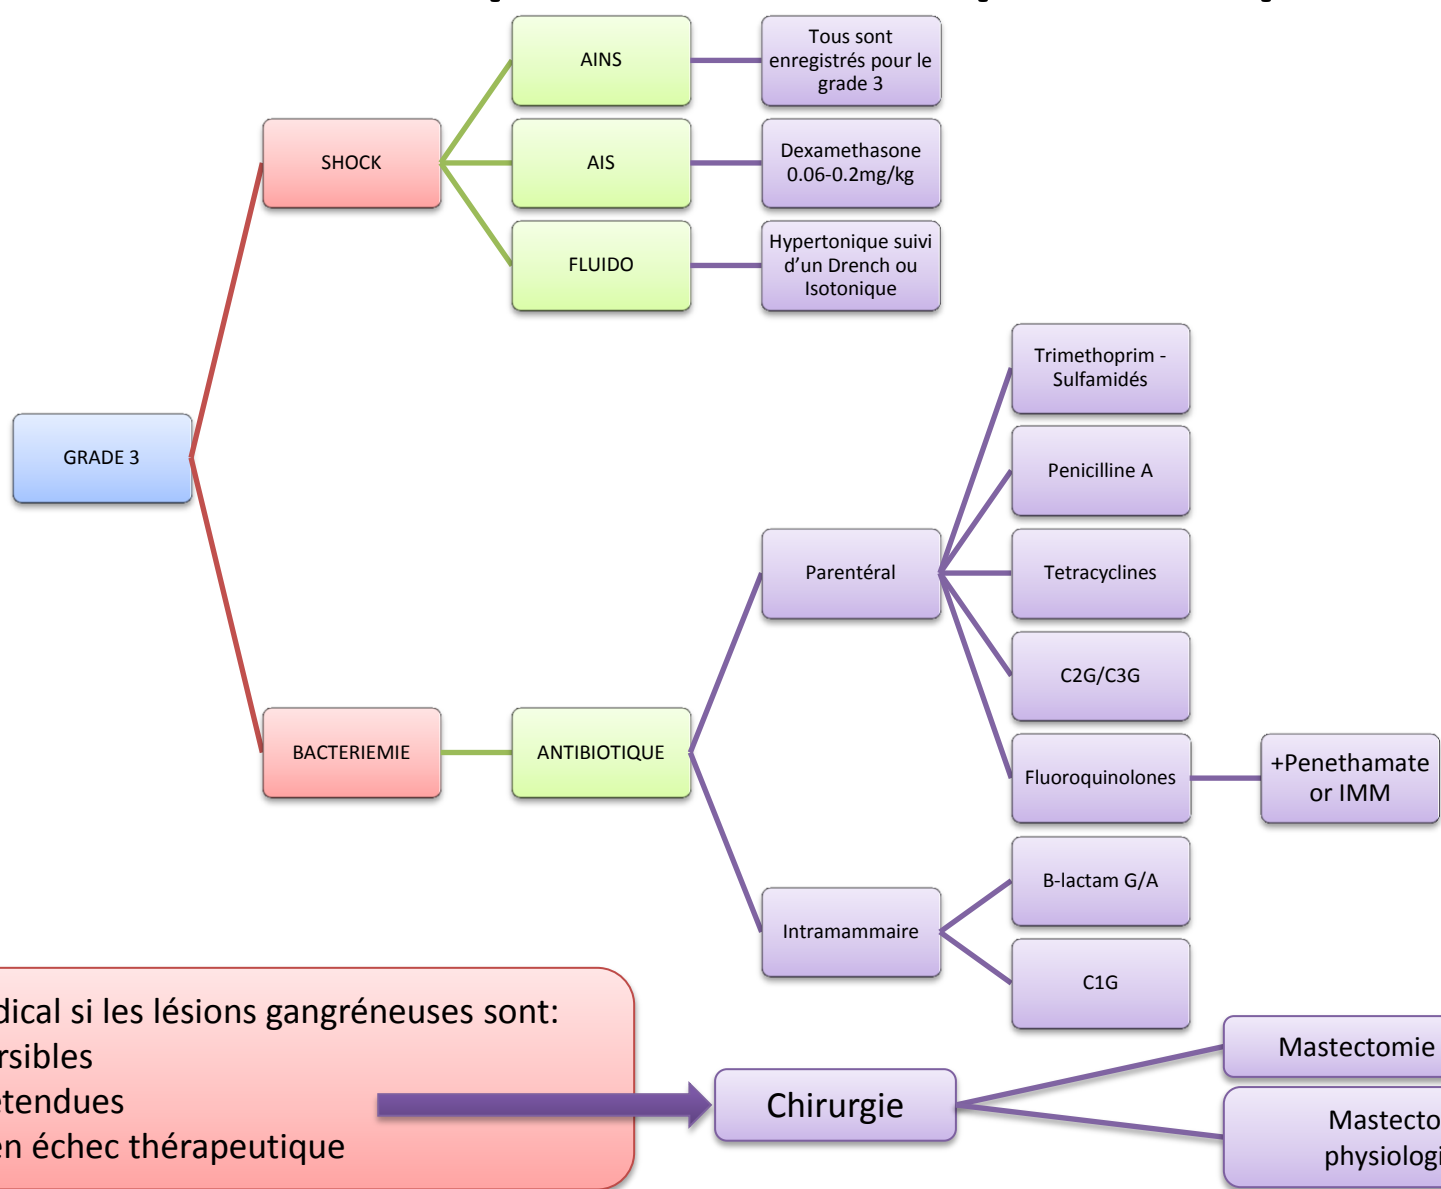 AINS
Tous sont
enregistrés pour le
grade 3
SHOCK
AIS
Dexamethasone
0.06-0.2mg/kg
FLUIDO
Hypertonique suivi
d'un Drench ou
Isotonique
GRADE 3
Trimethoprim -
Sulfamidés
Penicilline A
Parentéral
Tetracyclines
C2G/C3G
BACTERIEMIE
ANTIBIOTIQUE
Fluoroquinolones
+Penethamate
or IMM
B-lactam G/A
Intramammaire
C1G
dical si les lésions gangréneuses sont:
rsibles
étendues
en échec thérapeutique
Chirurgie
Mastectomie
Mastecto
physiologi